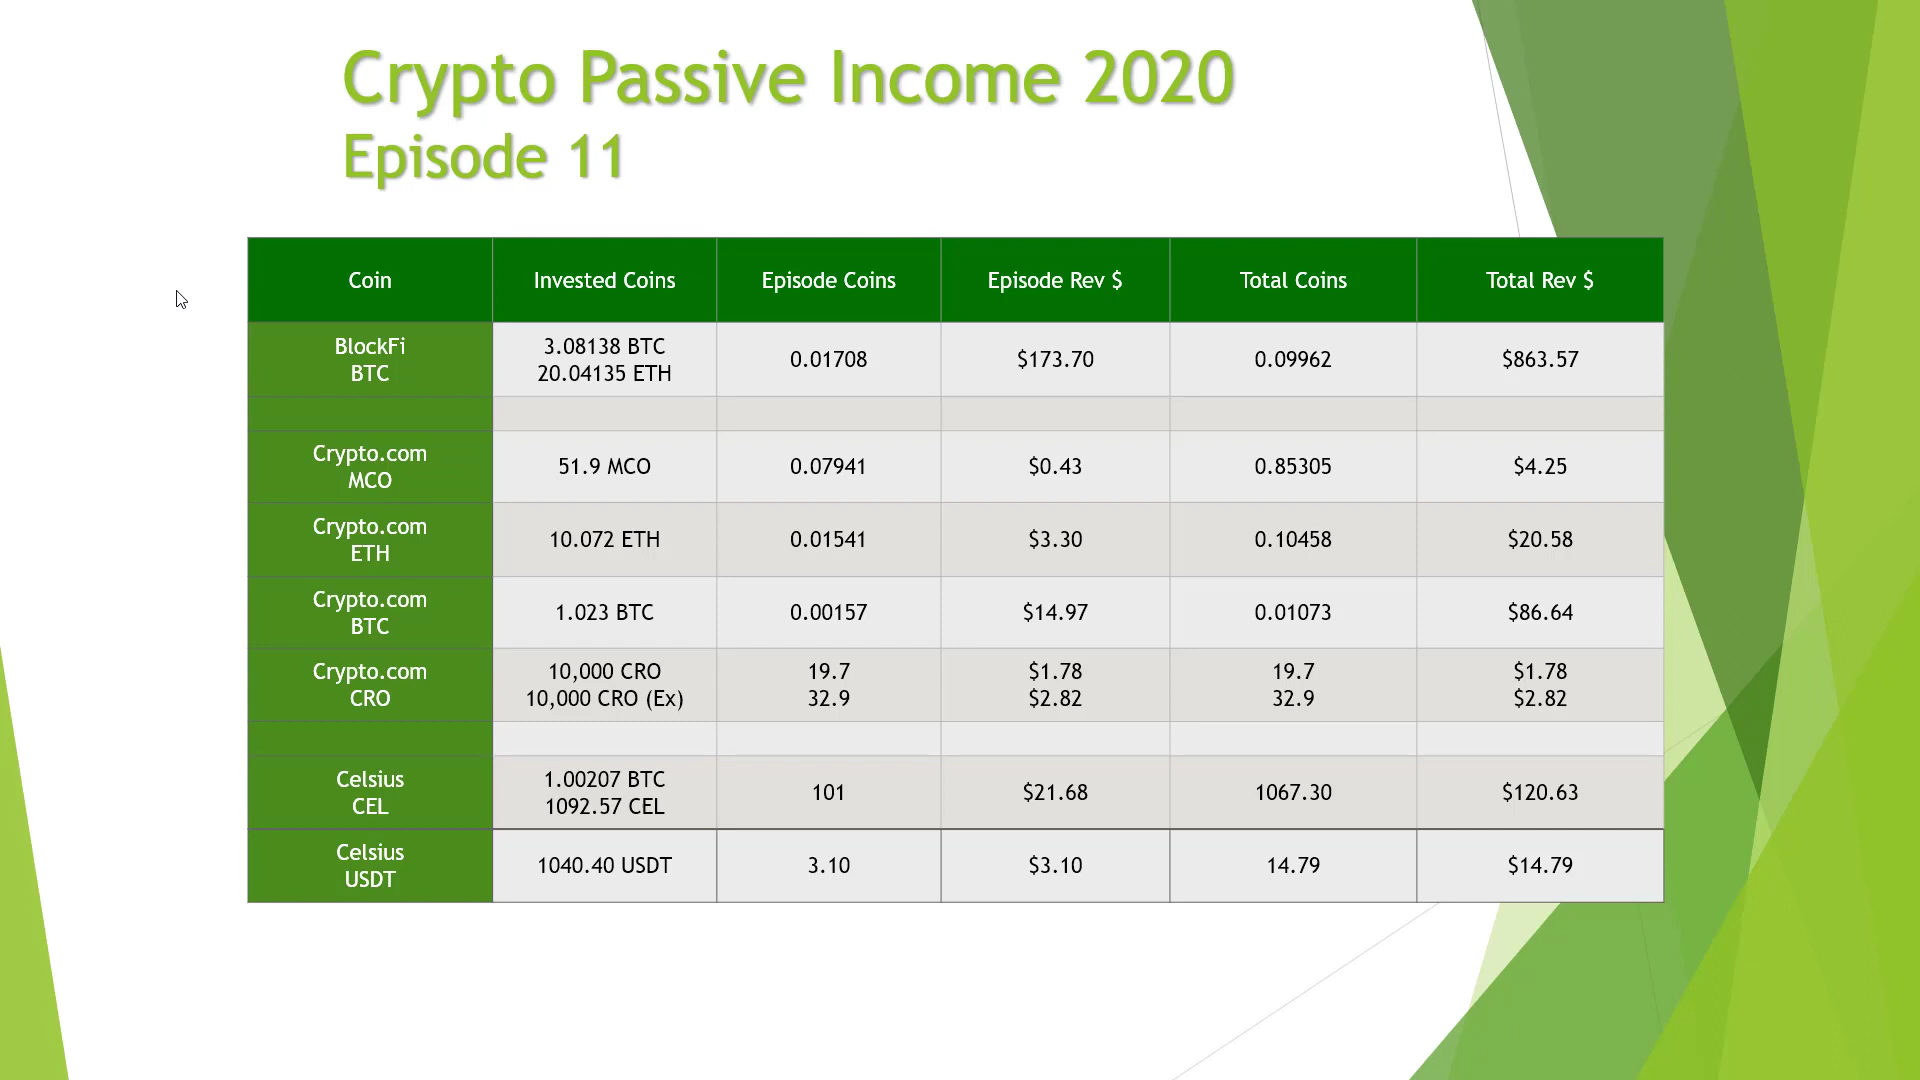 Crypto Passive Income 2020
Episode 11
Coin Invested Coins Episode Coins Episode Rev $ Total Coins Total Rev $
BlockFi
BTC
3.08138 BTC
20.04135 ETH
0.01708 $173.70 0.09962 $863.57
Crypto.com
MCO
51.9 MCO 0.07941 $0.43 0.85305 $4.25
Crypto.com
ETH
10.072 ETH 0.01541 $3.30 0.10458 $20.58
Crypto.com
BTC
1.023 BTC 0.00157 $14.97 0.01073 $86.64
Crypto.com
CRO
10,000 CRO 19.7 $1.78 19.7 $1.78
10,000 CRO (Ex) 32.9 $2.82 32.9 $2.82
Celsius
CEL
1.00207 BTC
1092.57 CEL
101 $21.68 1067.30 $120.63
Celsius
USDT
1040.40 USDT 3.10 $3.10 14.79 $14.79